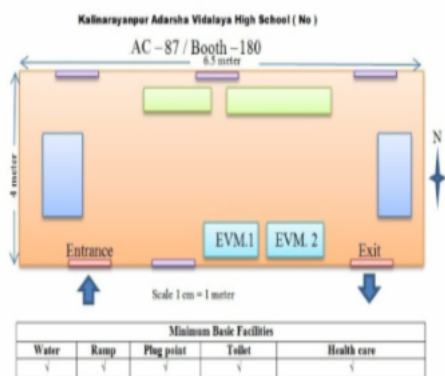 Kalinarayanpur Adarsha Vidalaya High School ( No )
AC – 87 / Booth –180
6.5 meter
4 meter
N
EVM.1
EVM. 2
Entrance
Exit
Scale 1 cm = 1 meter
Minimum Basic Facilities
Water Ramp Plug point Toilet Health care
√ √ √ √ √